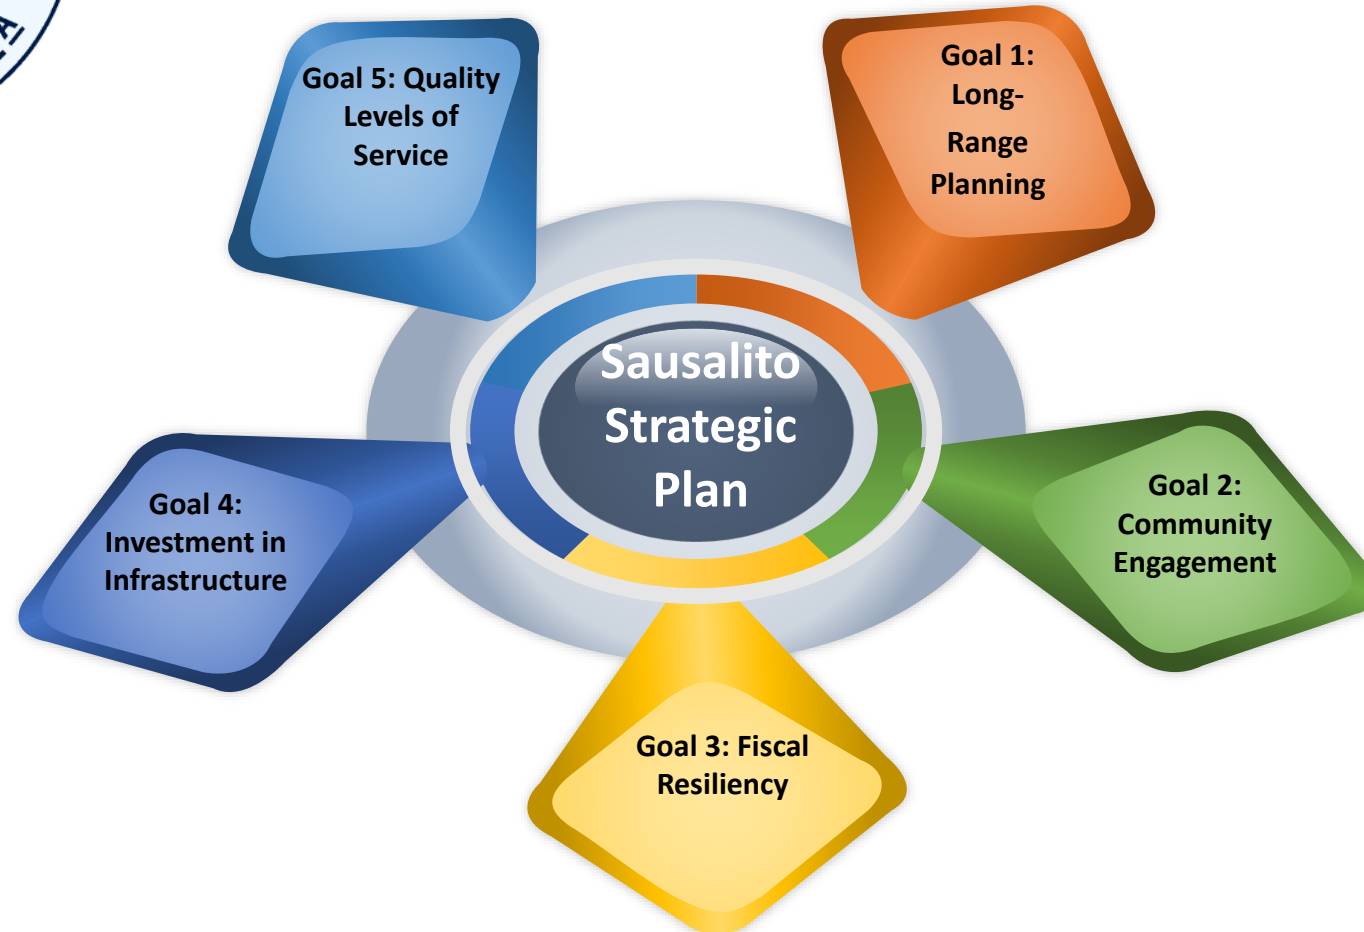 Goal 5: Quality
Levels of
Service
Goal 1:
Long-
Range
Planning
Sausalito
Strategic
Plan
Goal 4:
Investment in
Infrastructure
Goal 2:
Community
Engagement
Goal 3: Fiscal
Resiliency